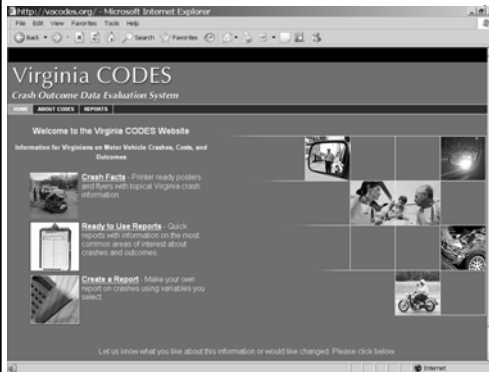 http://vacodes.org/ - Microsoft Internet Explorer
File Edit View Favorites Tools Help
Back Search Favorites
Virginia CODES
Crash Outcome Data Evaluation System
HOME ABOUT CODES REPORTS
Welcome to the Virginia CODES Website
Information for Virginians on Motor Vehicle Crashes, Costs, and
Outcomes
Crash Facts - Printer ready posters
and flyers with topical Virginia crash
information.
Ready to Use Reports - Quick
reports with information on the most
common areas of interest about
crashes and outcomes.
Create a Report - Make your own
report on crashes using variables you
select.
Let us know what you like about this information or would like changed. Please click below.
Internet